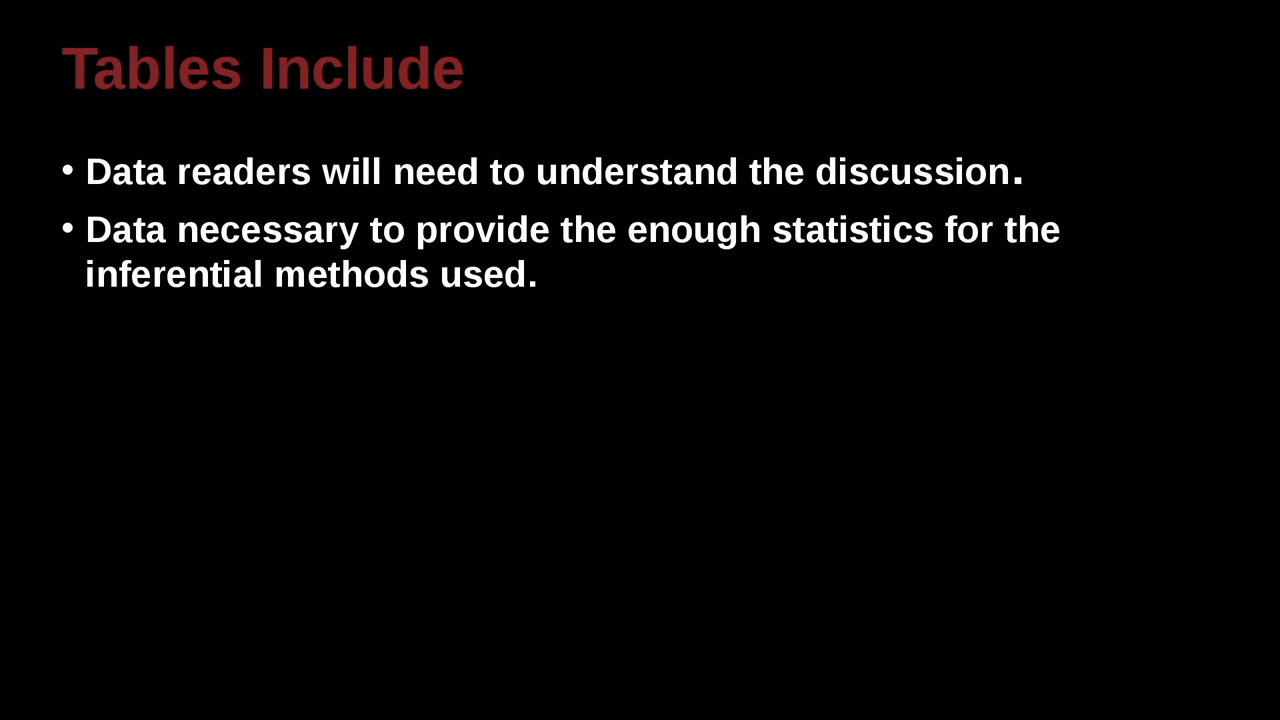 Tables Include
• Data readers will need to understand the discussion.
• Data necessary to provide the enough statistics for the
inferential methods used.